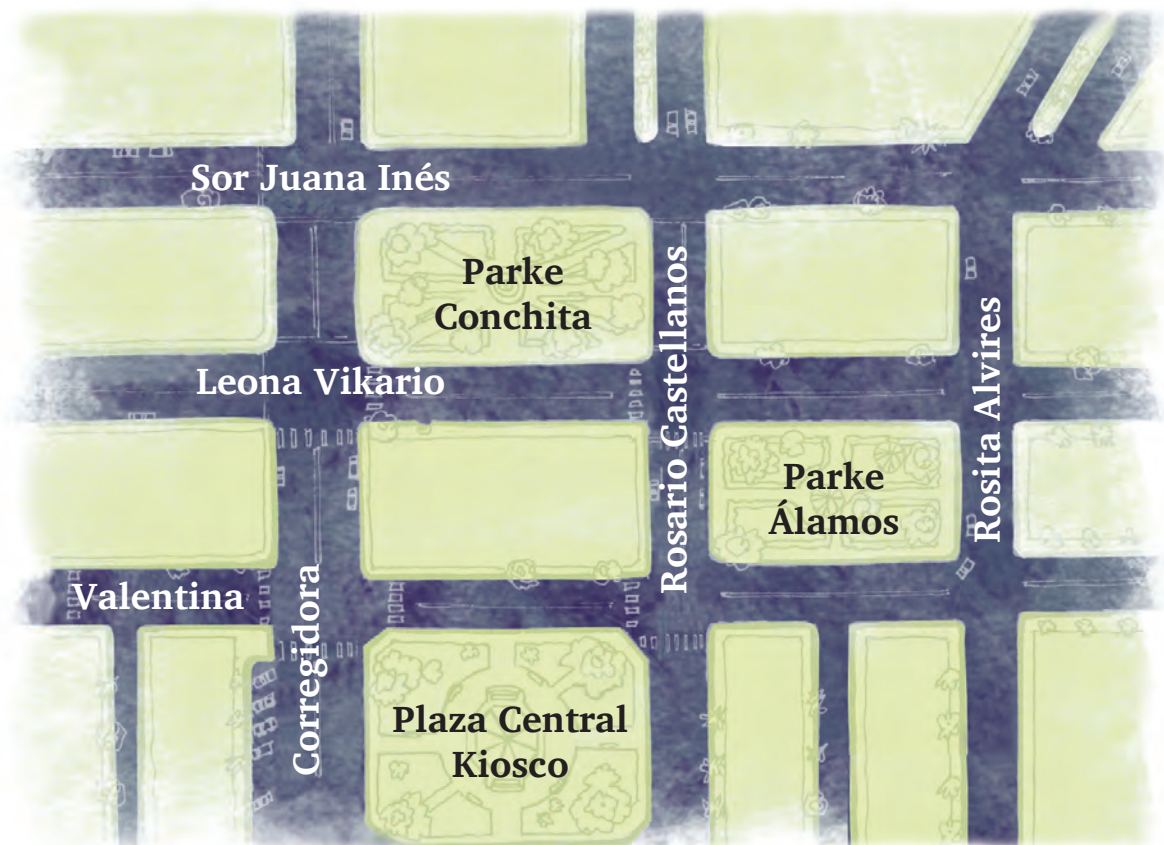 Sor Juana Inés
Parke
Conchita
Rosario Castellanos
Rosita Alvires
Leona Vikario
Parke
Álamos
Valentina
Corregidora
Plaza Central
Kiosco